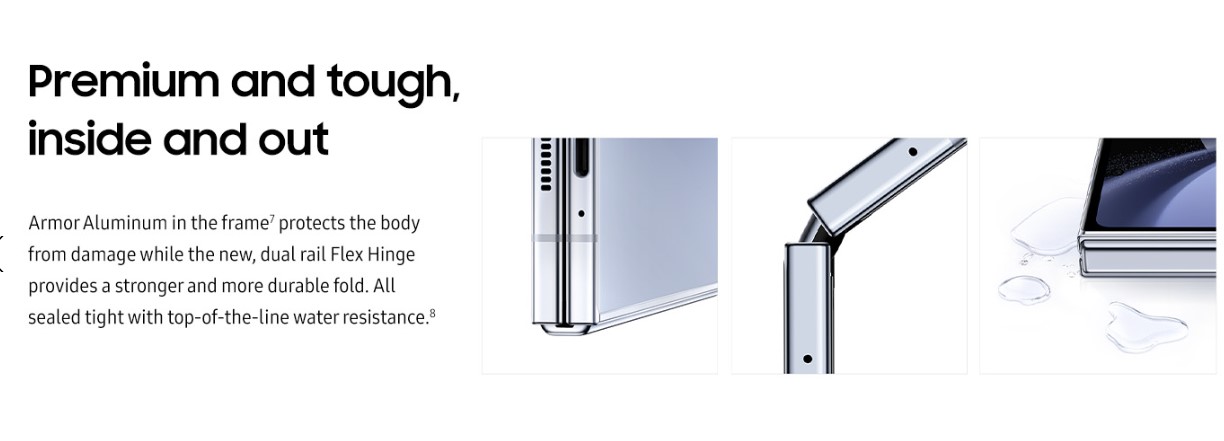 Premium and tough,
inside and out
Armor Aluminum in the frame⁷ protects the body
from damage while the new, dual rail Flex Hinge
provides a stronger and more durable fold. All
sealed tight with top-of-the-line water resistance.⁸